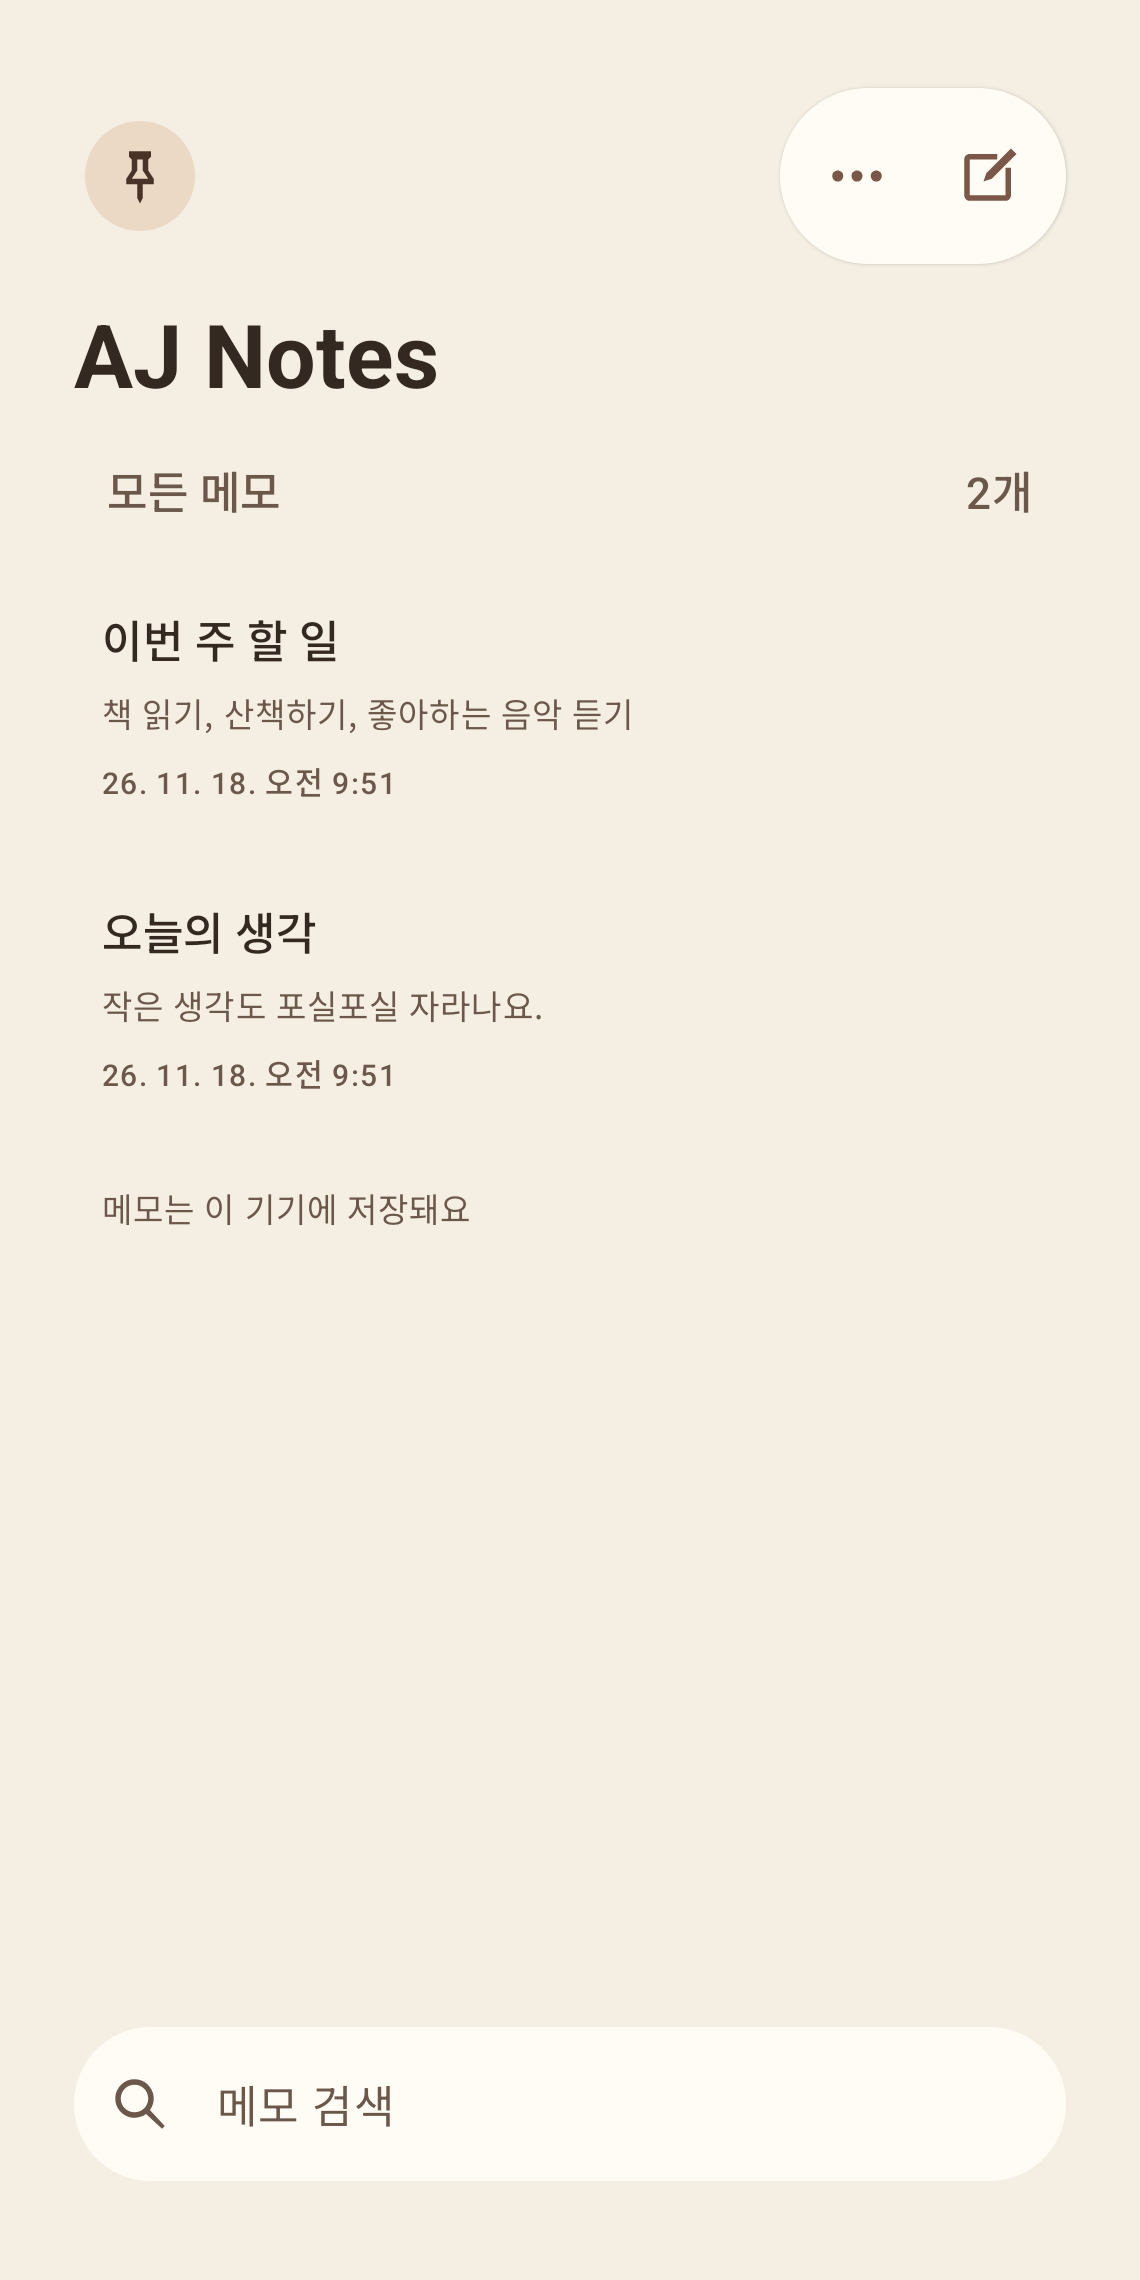 AJ Notes
모든 메모 2개
이번 주 할 일
책 읽기, 산책하기, 좋아하는 음악 듣기
26. 11. 18. 오전 9:51
오늘의 생각
작은 생각도 포실포실 자라나요.
26. 11. 18. 오전 9:51
메모는 이 기기에 저장돼요
메모 검색